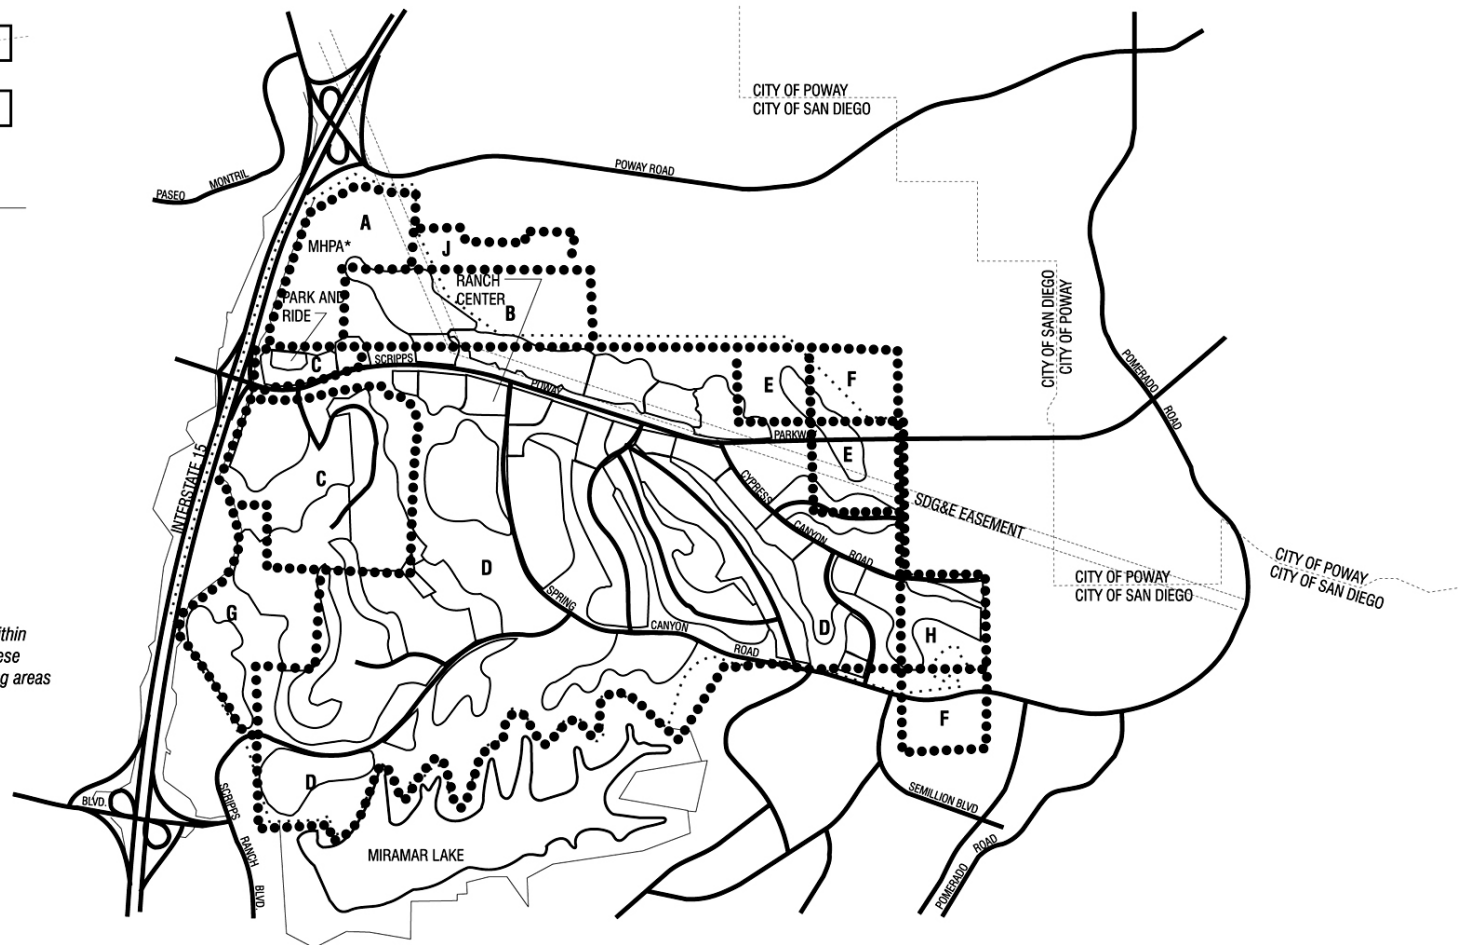 CITY OF POWAY
CITY OF SAN DIEGO
POWAY ROAD
PASEO
MONTRIL
A
MHPA*
J
RANCH
CENTER
B
PARK AND
RIDE
C
SCRIPPS
POWAY
PARKWAY
E
F
E
CITY OF SAN DIEGO
CITY OF POWAY
POMERADO
ROAD
INTERSTATE 15
C
D
CYPRESS
CANYON
ROAD
SDG&E EASEMENT
CITY OF POWAY
CITY OF SAN DIEGO
CITY OF POWAY
CITY OF SAN DIEGO
SPRING
CANYON
ROAD
G
D
H
F
ithin
ese
g areas
D
BLVD.
SCRIPPS
RANCH
BLVD.
MIRAMAR LAKE
SEMILLION BLVD
POMERADO
ROAD